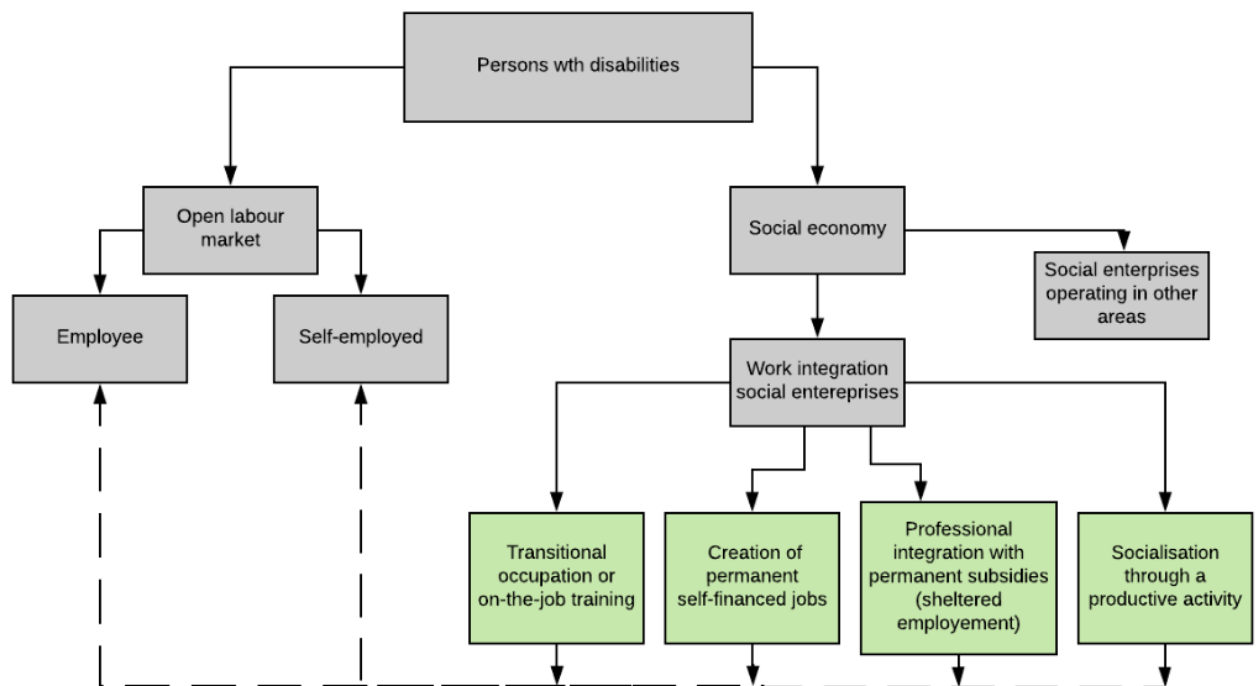 Persons wth disabilities
Open labour
market
Social economy
Social enterprises
operating in other
areas
Employee
Self-employed
Work integration
social entereprises
Transitional
occupation or
on-the-job training
Creation of
permanent
self-financed jobs
Professional
integration with
permanent subsidies
(sheltered
employement)
Socialisation
through a
productive activity